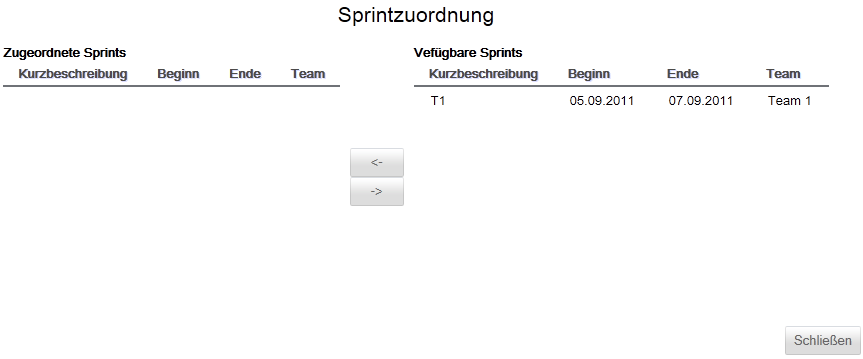 Sprintzuordnung
Zugeordnete Sprints
Kurzbeschreibung Beginn Ende Team
Vefügbare Sprints
Kurzbeschreibung Beginn Ende Team
T1 05.09.2011 07.09.2011 Team 1
<-
->
Schließen